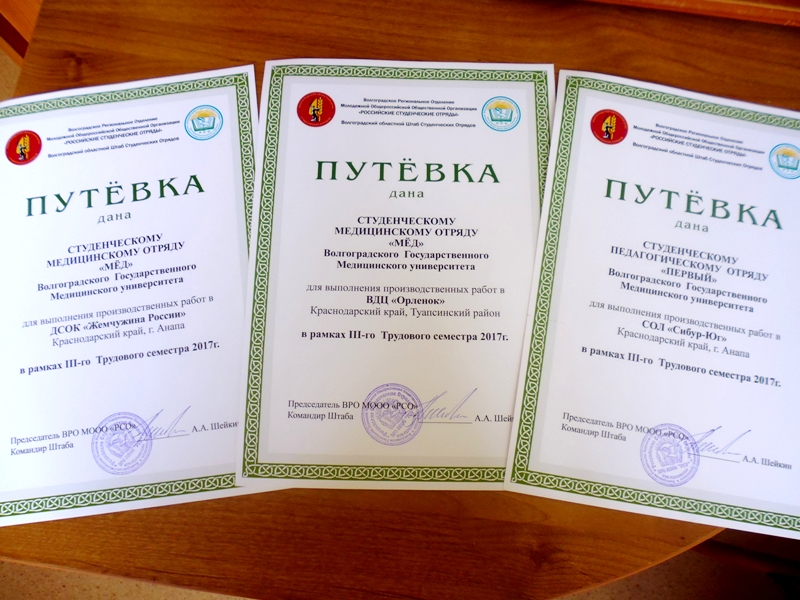 Волгоградское Региональное Отделение
Молодежной Общероссийской Общественной Организации
«РОССИЙСКИЕ СТУДЕНЧЕСКИЕ ОТРЯДЫ»
Волгоградский областной Штаб Студенческих Отрядов
ПУТЁВКА
дана
СТУДЕНЧЕСКОМУ
МЕДИЦИНСКОМУ ОТРЯДУ
«МЁД»
Волгоградского Государственного
Медицинского университета
для выполнения производственных работ в
ДСОК «Жемчужина России»
Краснодарский край, г. Анапа
в рамках III-го Трудового семестра 2017г.
Председатель ВРО МООО «РСО»
Командир Штаба
А.А. Шейкин
Волгоградское Региональное Отделение
Молодежной Общероссийской Общественной Организации
«РОССИЙСКИЕ СТУДЕНЧЕСКИЕ ОТРЯДЫ»
Волгоградский областной Штаб Студенческих Отрядов
ПУТЁВКА
дана
СТУДЕНЧЕСКОМУ
МЕДИЦИНСКОМУ ОТРЯДУ
«МЁД»
Волгоградского Государственного
Медицинского университета
для выполнения производственных работ в
ВДЦ «Орленок»
Краснодарский край, Туапсинский район
в рамках III-го Трудового семестра 2017г.
Председатель ВРО МООО «РСО»
Командир Штаба
А.А. Шейкин
Волгоградское Региональное Отделение
Молодежной Общероссийской Общественной Организации
«РОССИЙСКИЕ СТУДЕНЧЕСКИЕ ОТРЯДЫ»
Волгоградский областной Штаб Студенческих Отрядов
ПУТЁВКА
дана
СТУДЕНЧЕСКОМУ
ПЕДАГОГИЧЕСКОМУ ОТРЯДУ
«ПЕРВЫЙ»
Волгоградского Государственного
Медицинского университета
для выполнения производственных работ в
СОЛ «Сибур-Юг»
Краснодарский край, г. Анапа
в рамках III-го Трудового семестра 2017г.
Председатель ВРО МООО «РСО»
Командир Штаба
А.А. Шейкин